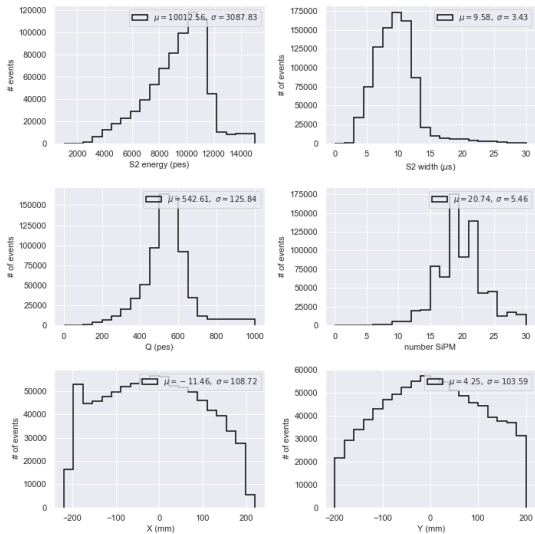 μ = 10012.56, σ = 3087.83
120000
100000
80000
60000
40000
20000
0
# of events
2000 4000 6000 8000 10000 12000 14000
S2 energy (pes)
μ = 9.58, σ = 3.43
175000
150000
125000
100000
75000
50000
25000
0
# of events
0 5 10 15 20 25 30
S2 width (μs)
μ = 542.61, σ = 125.84
150000
125000
100000
75000
50000
25000
0
# of events
0 200 400 600 800 1000
Q (pes)
μ = 20.74, σ = 5.46
175000
150000
125000
100000
75000
50000
25000
0
# of events
0 5 10 15 20 25 30
number SiPM
μ = −11.46, σ = 108.72
50000
40000
30000
20000
10000
0
# of events
−200 −100 0 100 200
X (mm)
μ = 4.25, σ = 103.59
60000
50000
40000
30000
20000
10000
0
# of events
−200 −100 0 100 200
Y (mm)